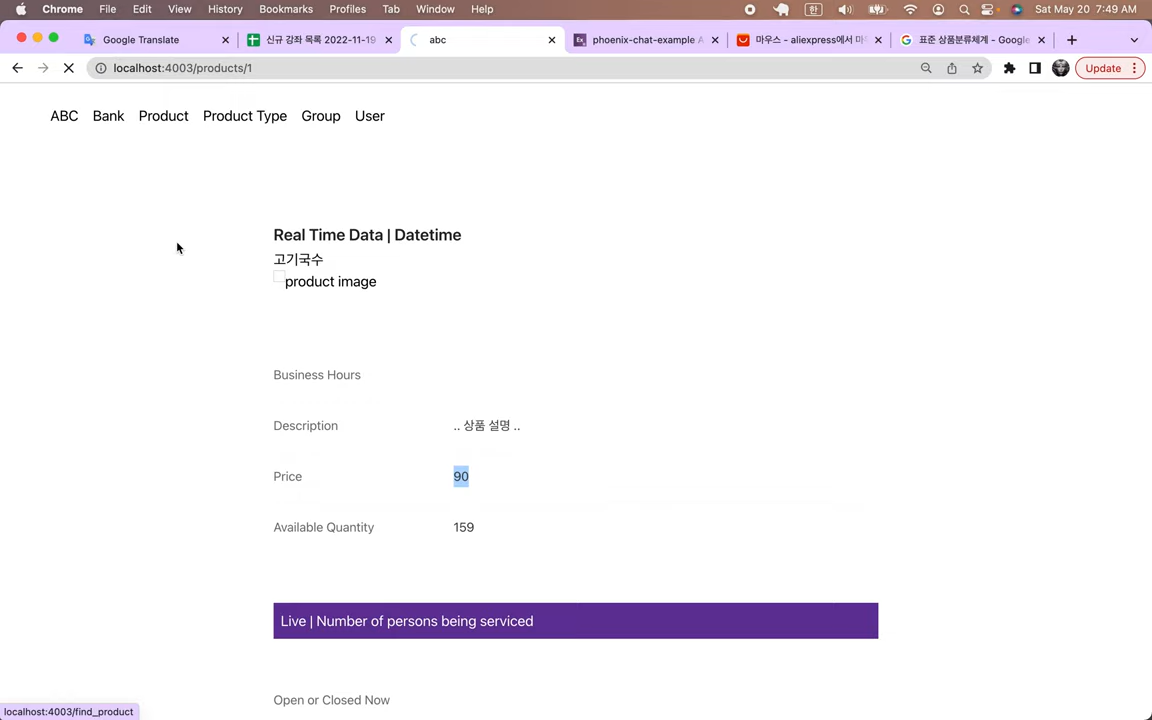 Chrome File Edit View History Bookmarks Profiles Tab Window Help 한 Sat May 20 7:49 AM
Google Translate 신규 강좌 목록 2022-11-19 abc phoenix-chat-example A 마우스 - aliexpress에서 마 표준 상품분류체계 - Google
localhost:4003/products/1 Update
ABC Bank Product Product Type Group User
Real Time Data | Datetime
고기국수
product image
Business Hours
Description .. 상품 설명 ..
Price 90
Available Quantity 159
Live | Number of persons being serviced
Open or Closed Now
localhost:4003/find_product